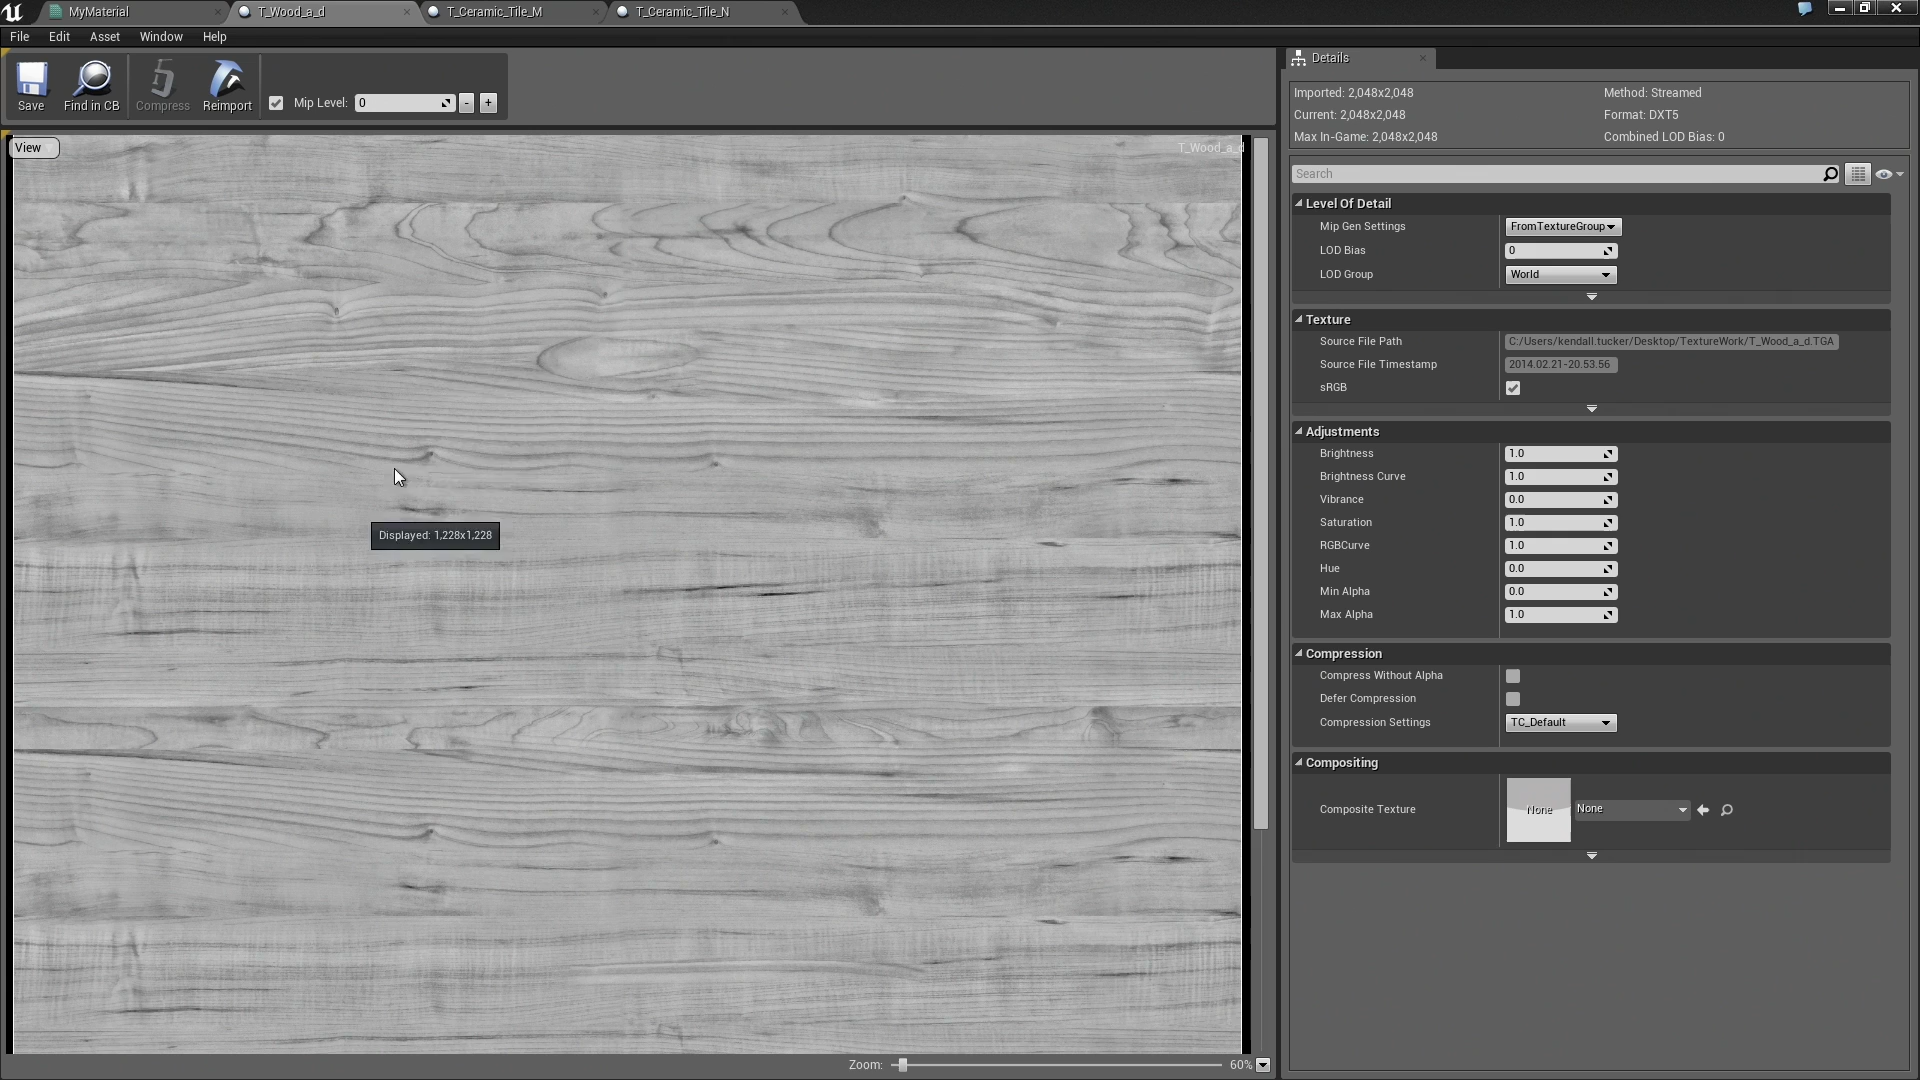 MyMaterial
T_Wood_a_d
T_Ceramic_Tile_M
T_Ceramic_Tile_N
File Edit Asset Window Help
Save
Find in CB
Compress
Reimport
Mip Level: 0 - +
View
T_Wood_a_d
Displayed: 1,228x1,228
Zoom: 60%
Details
Imported: 2,048x2,048 Method: Streamed
Current: 2,048x2,048 Format: DXT5
Max In-Game: 2,048x2,048 Combined LOD Bias: 0
Search
Level Of Detail
Mip Gen Settings FromTextureGroup
LOD Bias 0
LOD Group World
Texture
Source File Path C:/Users/kendall.tucker/Desktop/TextureWork/T_Wood_a_d.TGA
Source File Timestamp 2014.02.21-20.53.56
sRGB
Adjustments
Brightness 1.0
Brightness Curve 1.0
Vibrance 0.0
Saturation 1.0
RGBCurve 1.0
Hue 0.0
Min Alpha 0.0
Max Alpha 1.0
Compression
Compress Without Alpha
Defer Compression
Compression Settings TC_Default
Compositing
Composite Texture None None